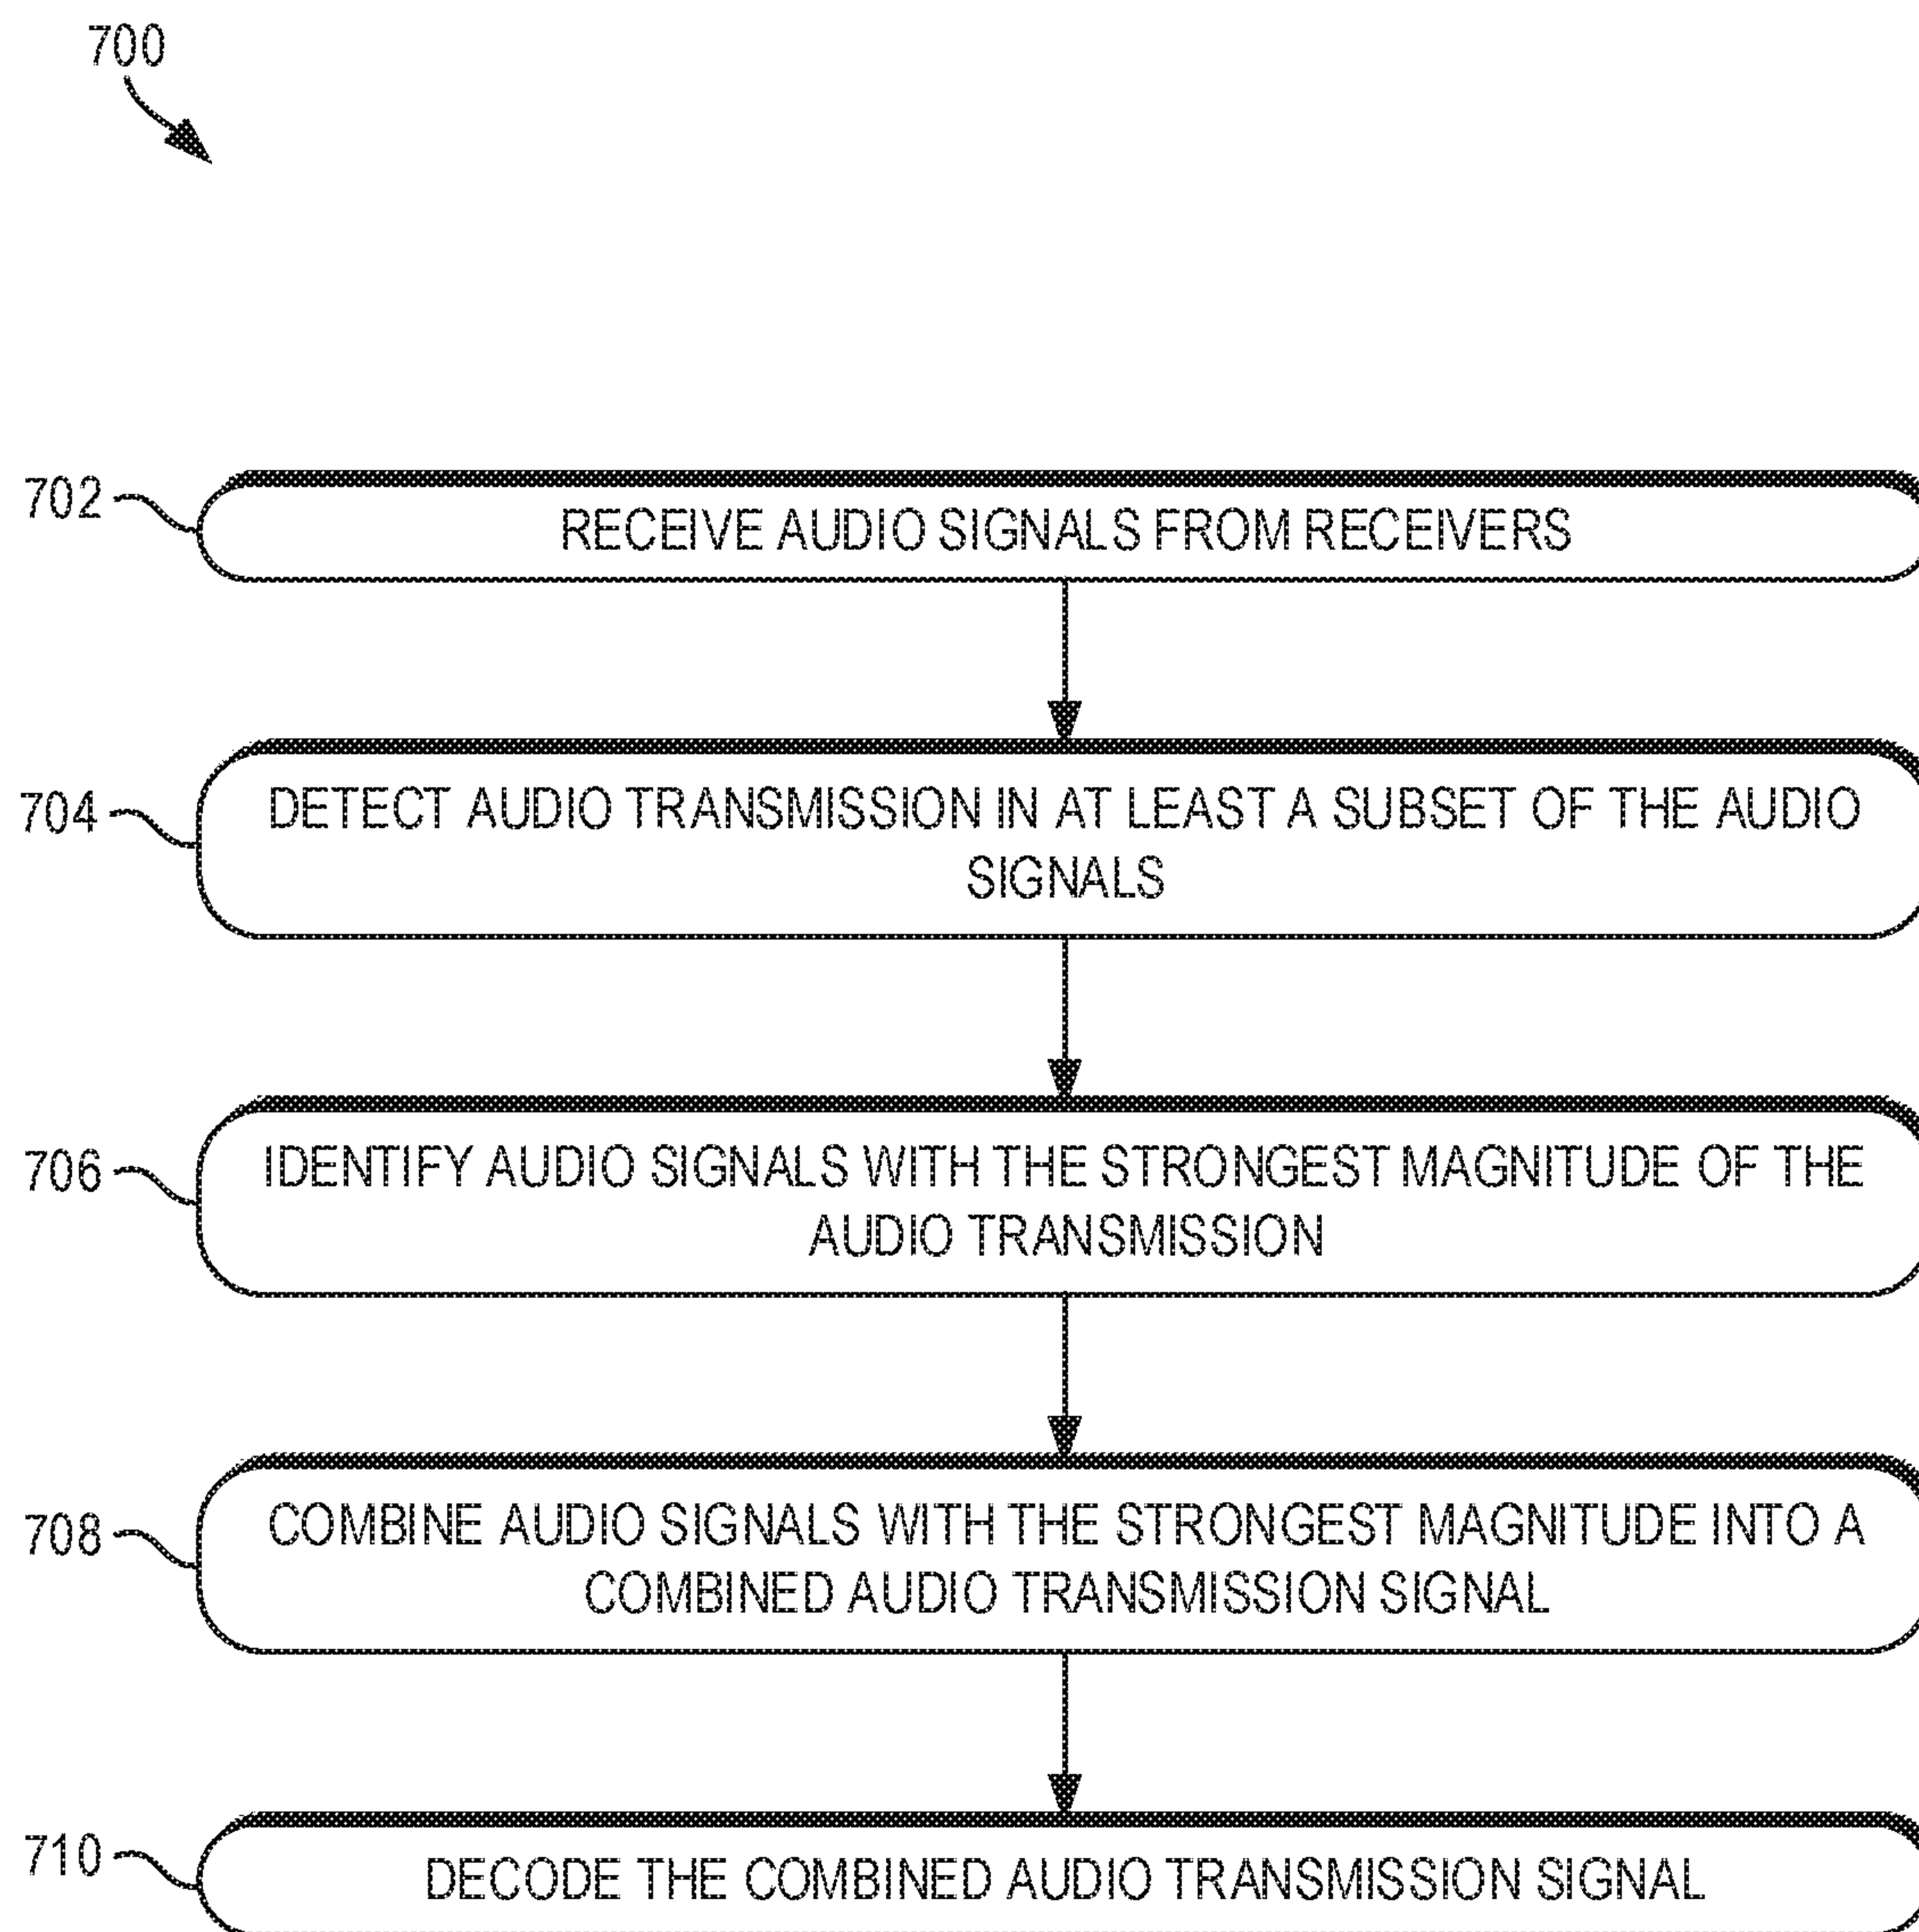 700
702
RECEIVE AUDIO SIGNALS FROM RECEIVERS
704
DETECT AUDIO TRANSMISSION IN AT LEAST A SUBSET OF THE AUDIO
SIGNALS
706
IDENTIFY AUDIO SIGNALS WITH THE STRONGEST MAGNITUDE OF THE
AUDIO TRANSMISSION
708
COMBINE AUDIO SIGNALS WITH THE STRONGEST MAGNITUDE INTO A
COMBINED AUDIO TRANSMISSION SIGNAL
710
DECODE THE COMBINED AUDIO TRANSMISSION SIGNAL